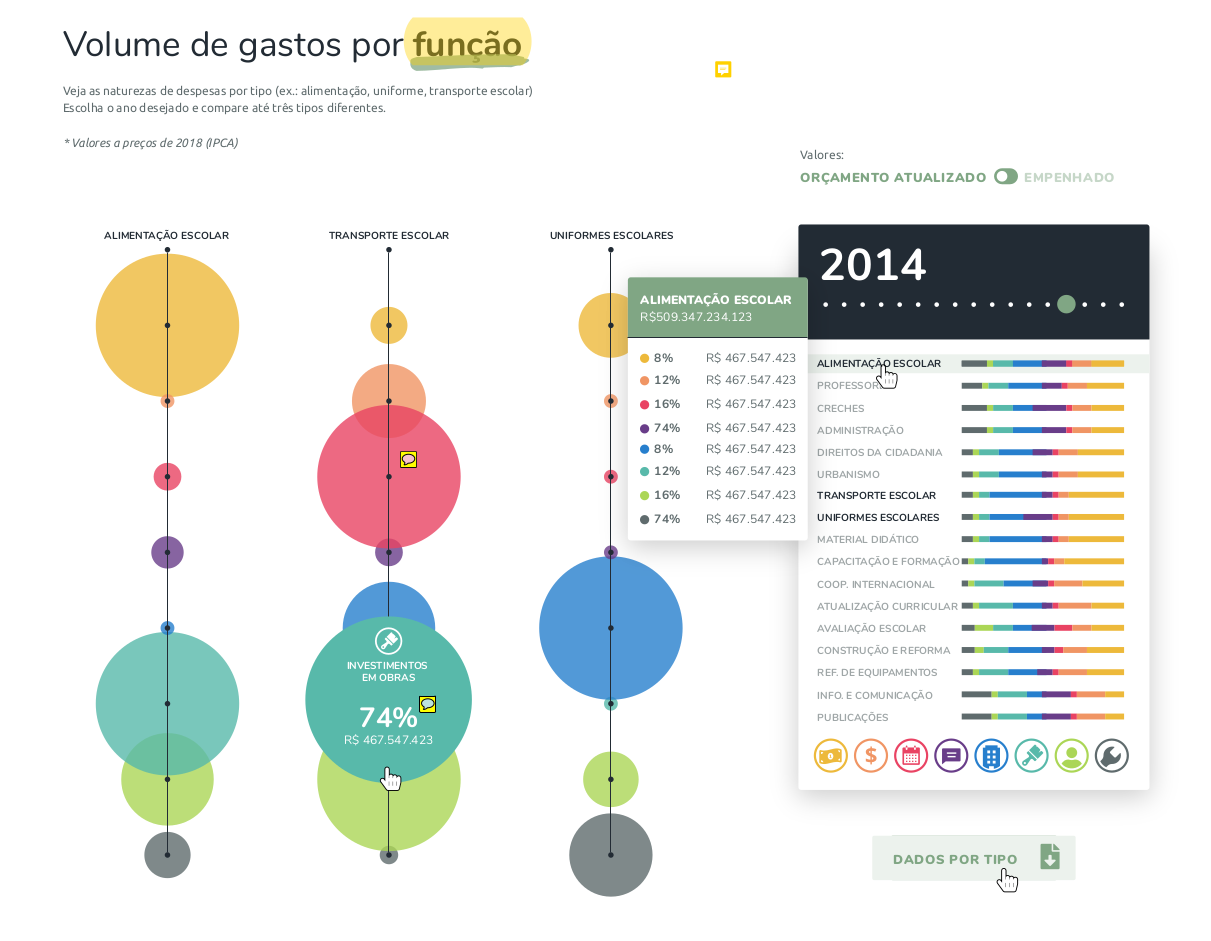 Volume de gastos por função
Veja as naturezas de despesas por tipo (ex.: alimentação, uniforme, transporte escolar)
Escolha o ano desejado e compare até três tipos diferentes.
* Valores a preços de 2018 (IPCA)
Valores:
ORÇAMENTO ATUALIZADO EMPENHADO
ALIMENTAÇÃO ESCOLAR
TRANSPORTE ESCOLAR
UNIFORMES ESCOLARES
INVESTIMENTOS
EM OBRAS
74%
R$ 467.547.423
ALIMENTAÇÃO ESCOLAR
R$509.347.234.123
8% R$ 467.547.423
12% R$ 467.547.423
16% R$ 467.547.423
74% R$ 467.547.423
8% R$ 467.547.423
12% R$ 467.547.423
16% R$ 467.547.423
74% R$ 467.547.423
2014
ALIMENTAÇÃO ESCOLAR
PROFESSOR
CRECHES
ADMINISTRAÇÃO
DIREITOS DA CIDADANIA
URBANISMO
TRANSPORTE ESCOLAR
UNIFORMES ESCOLARES
MATERIAL DIDÁTICO
CAPACITAÇÃO E FORMAÇÃO
COOP. INTERNACIONAL
ATUALIZAÇÃO CURRICULAR
AVALIAÇÃO ESCOLAR
CONSTRUÇÃO E REFORMA
REF. DE EQUIPAMENTOS
INFO. E COMUNICAÇÃO
PUBLICAÇÕES
$
DADOS POR TIPO